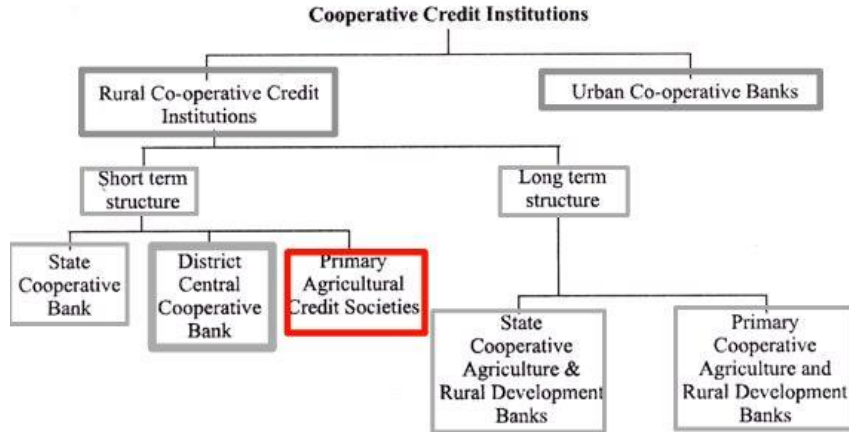 Cooperative Credit Institutions
Rural Co-operative Credit
Institutions
Urban Co-operative Banks
Short term
structure
Long term
structure
State
Cooperative
Bank
District
Central
Cooperative
Bank
Primary
Agricultural
Credit Societies
State
Cooperative
Agriculture &
Rural Development
Banks
Primary
Cooperative
Agriculture and
Rural Development
Banks